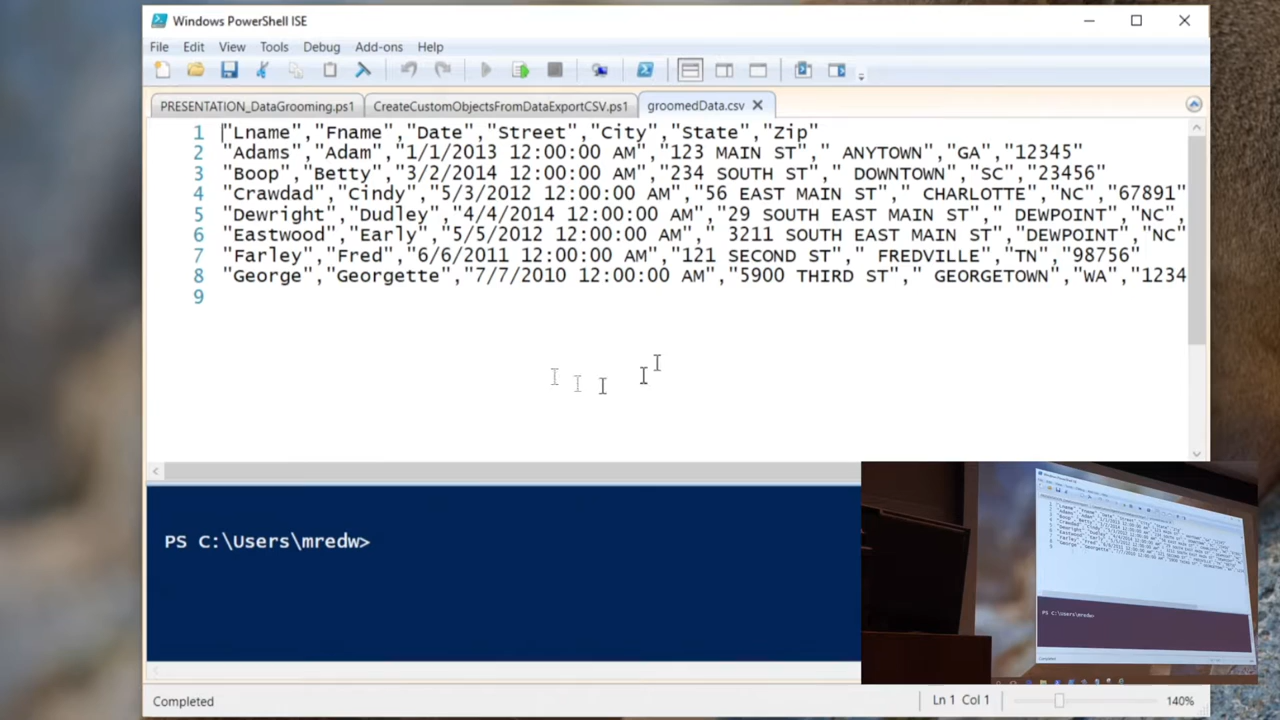 Windows PowerShell ISE
File Edit View Tools Debug Add-ons Help
PRESENTATION_DataGrooming.ps1 CreateCustomObjectsFromDataExportCSV.ps1 groomedData.csv
1 "Lname","Fname","Date","Street","City","State","Zip"
2 "Adams","Adam","1/1/2013 12:00:00 AM","123 MAIN ST"," ANYTOWN","GA","12345"
3 "Boop","Betty","3/2/2014 12:00:00 AM","234 SOUTH ST"," DOWNTOWN","SC","23456"
4 "Crawdad","Cindy","5/3/2012 12:00:00 AM","56 EAST MAIN ST"," CHARLOTTE","NC","67891"
5 "Dewright","Dudley","4/4/2014 12:00:00 AM","29 SOUTH EAST MAIN ST"," DEWPOINT","NC",
6 "Eastwood","Early","5/5/2012 12:00:00 AM"," 3211 SOUTH EAST MAIN ST","DEWPOINT","NC"
7 "Farley","Fred","6/6/2011 12:00:00 AM","121 SECOND ST"," FREDVILLE","TN","98756"
8 "George","Georgette","7/7/2010 12:00:00 AM","5900 THIRD ST"," GEORGETOWN","WA","1234
9
PS C:\Users\mredw>
Completed Ln 1 Col 1 140%